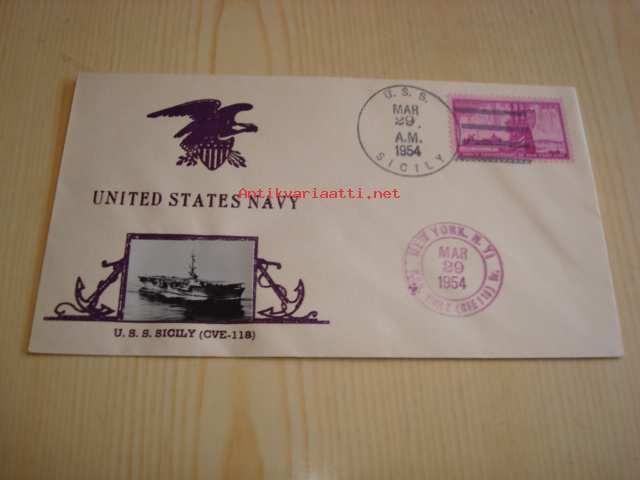 U. S. S.
MAR
29
A.M.
1954
SICILY
Antikvariaatti.net
UNITED STATES NAVY
NEW YORK, N. Y.
MAR
29
1954
U. S. S. SICILY (CVE-118)